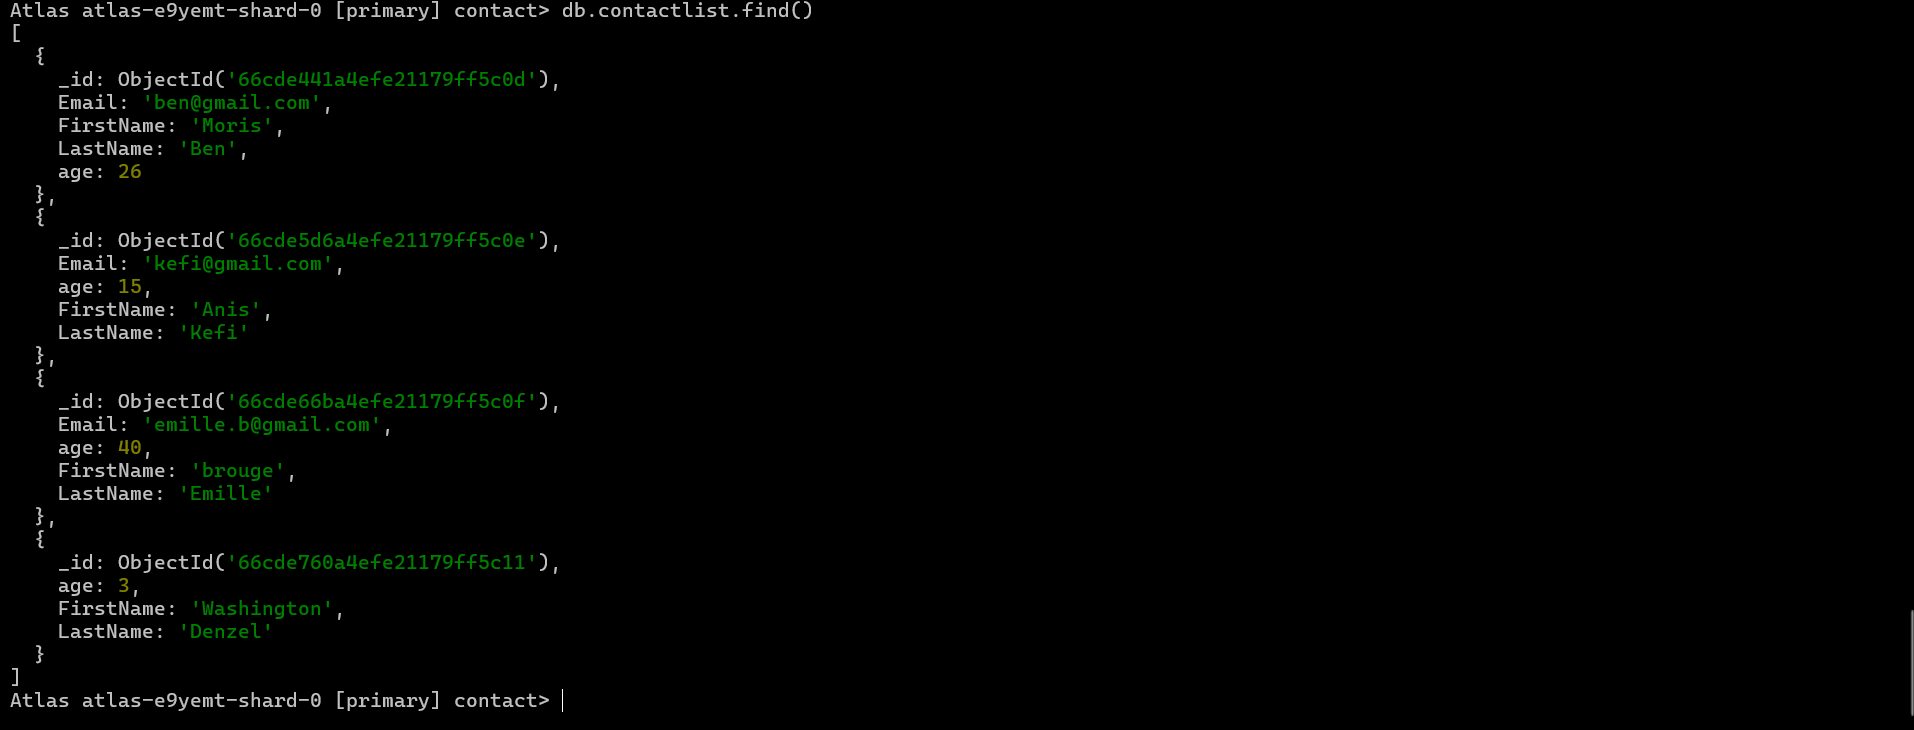 Atlas atlas-e9yemt-shard-0 [primary] contact> db.contactlist.find()
[
  {
    _id: ObjectId('66cde441a4efe21179ff5c0d'),
    Email: 'ben@gmail.com',
    FirstName: 'Moris',
    LastName: 'Ben',
    age: 26
  },
  {
    _id: ObjectId('66cde5d6a4efe21179ff5c0e'),
    Email: 'kefi@gmail.com',
    age: 15,
    FirstName: 'Anis',
    LastName: 'Kefi'
  },
  {
    _id: ObjectId('66cde66ba4efe21179ff5c0f'),
    Email: 'emille.b@gmail.com',
    age: 40,
    FirstName: 'brouge',
    LastName: 'Emille'
  },
  {
    _id: ObjectId('66cde760a4efe21179ff5c11'),
    age: 3,
    FirstName: 'Washington',
    LastName: 'Denzel'
  }
]
Atlas atlas-e9yemt-shard-0 [primary] contact>